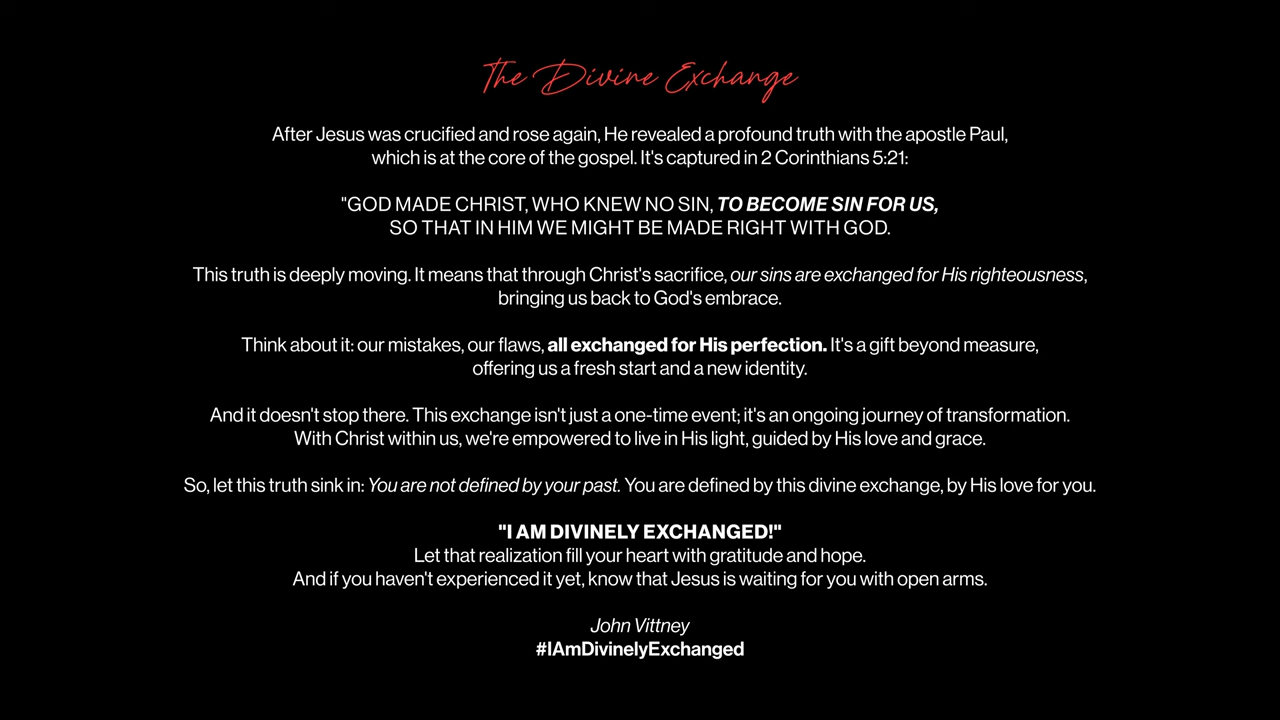 The Divine Exchange
After Jesus was crucified and rose again, He revealed a profound truth with the apostle Paul,
which is at the core of the gospel. It's captured in 2 Corinthians 5:21:
"GOD MADE CHRIST, WHO KNEW NO SIN, TO BECOME SIN FOR US,
SO THAT IN HIM WE MIGHT BE MADE RIGHT WITH GOD.
This truth is deeply moving. It means that through Christ's sacrifice, our sins are exchanged for His righteousness,
bringing us back to God's embrace.
Think about it: our mistakes, our flaws, all exchanged for His perfection. It's a gift beyond measure,
offering us a fresh start and a new identity.
And it doesn't stop there. This exchange isn't just a one-time event; it's an ongoing journey of transformation.
With Christ within us, we're empowered to live in His light, guided by His love and grace.
So, let this truth sink in: You are not defined by your past. You are defined by this divine exchange, by His love for you.
"I AM DIVINELY EXCHANGED!"
Let that realization fill your heart with gratitude and hope.
And if you haven't experienced it yet, know that Jesus is waiting for you with open arms.
John Vittney
#IAmDivinelyExchanged